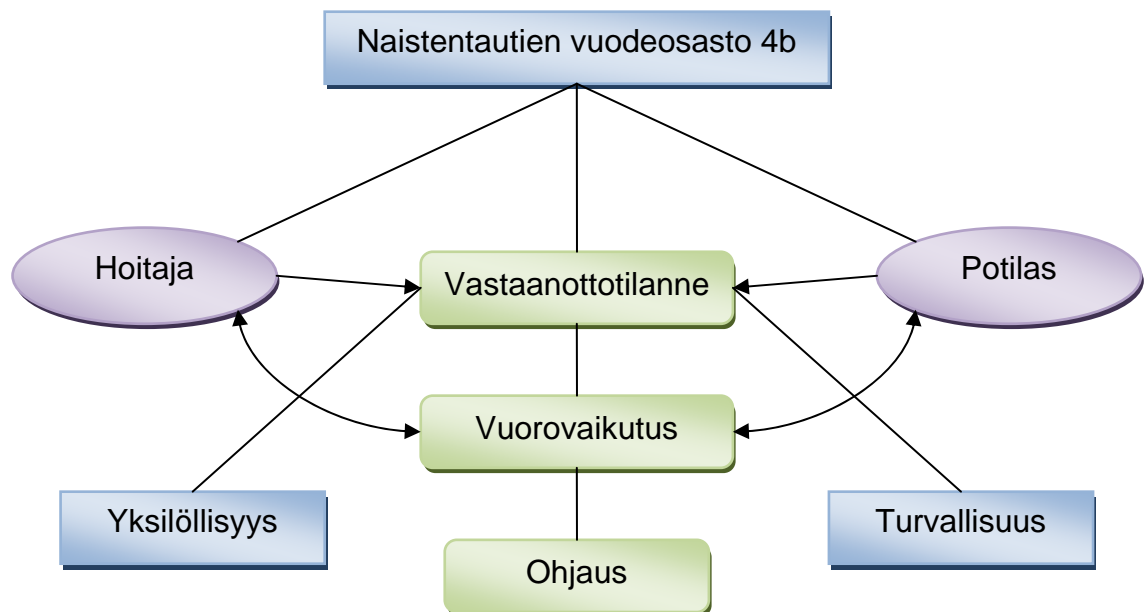 Naistentautien vuodeosasto 4b
Hoitaja
Vastaanottotilanne
Potilas
Vuorovaikutus
Yksilöllisyys
Turvallisuus
Ohjaus